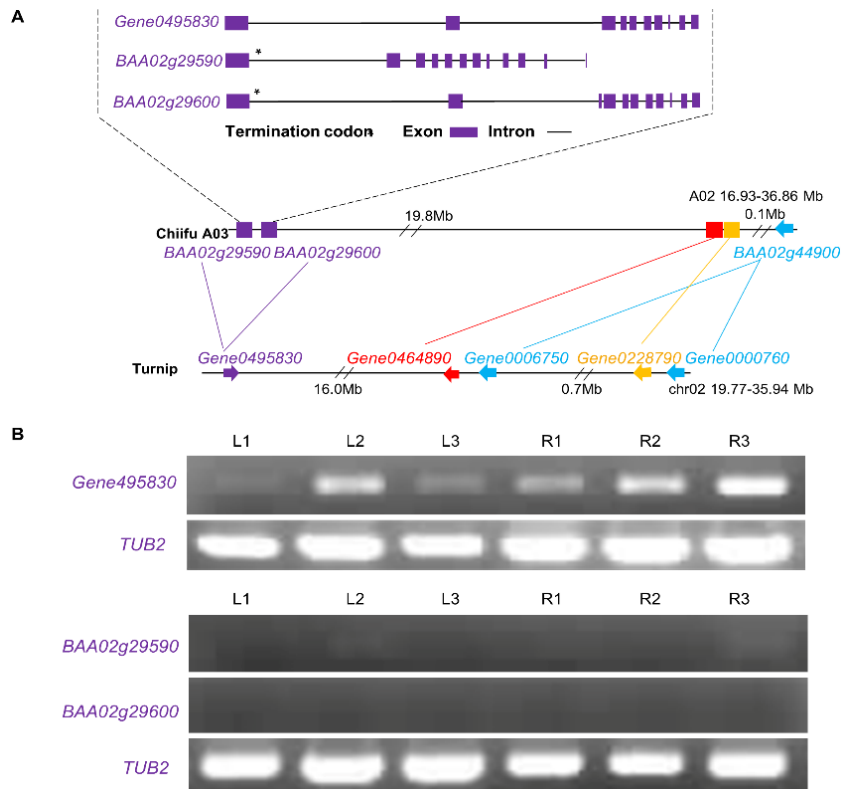 A
Gene0495830
BAA02g29590
*
BAA02g29600
*
Termination codon * Exon Intron
A02 16.93-36.86 Mb
19.8Mb
0.1Mb
Chiifu A03
BAA02g29590 BAA02g29600 BAA02g44900
Gene0495830 Gene0464890 Gene0006750 Gene0228790 Gene0000760
Turnip
16.0Mb 0.7Mb chr02 19.77-35.94 Mb
B
L1 L2 L3 R1 R2 R3
Gene495830
TUB2
L1 L2 L3 R1 R2 R3
BAA02g29590
BAA02g29600
TUB2